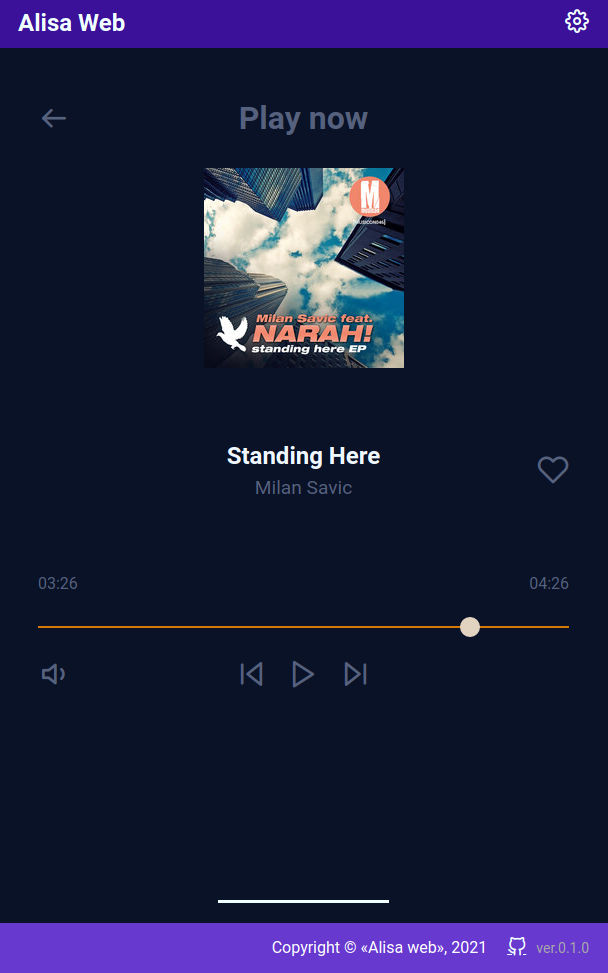 Alisa Web
Play now
M
[MUSICON046]
Milan Savic feat.
NARAH!
standing here EP
Standing Here
Milan Savic
03:26
04:26
Copyright © «Alisa web», 2021
ver.0.1.0